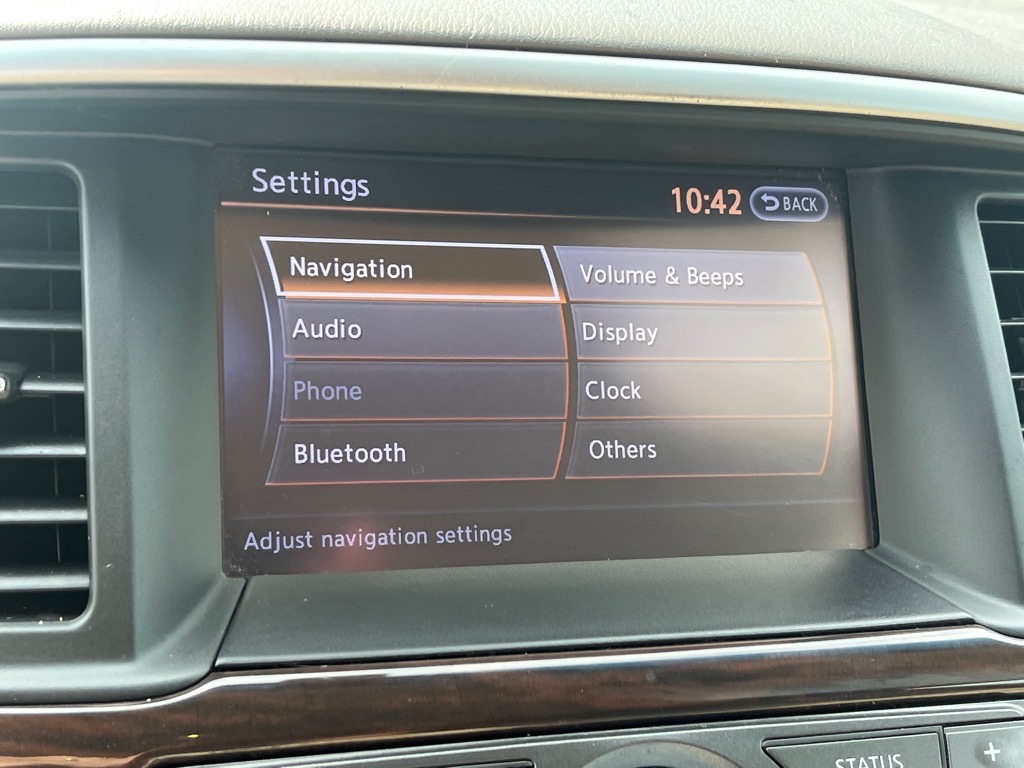 Settings
10:42
BACK
Navigation
Volume & Beeps
Audio
Display
Phone
Clock
Bluetooth
Others
Adjust navigation settings
STATUS
+